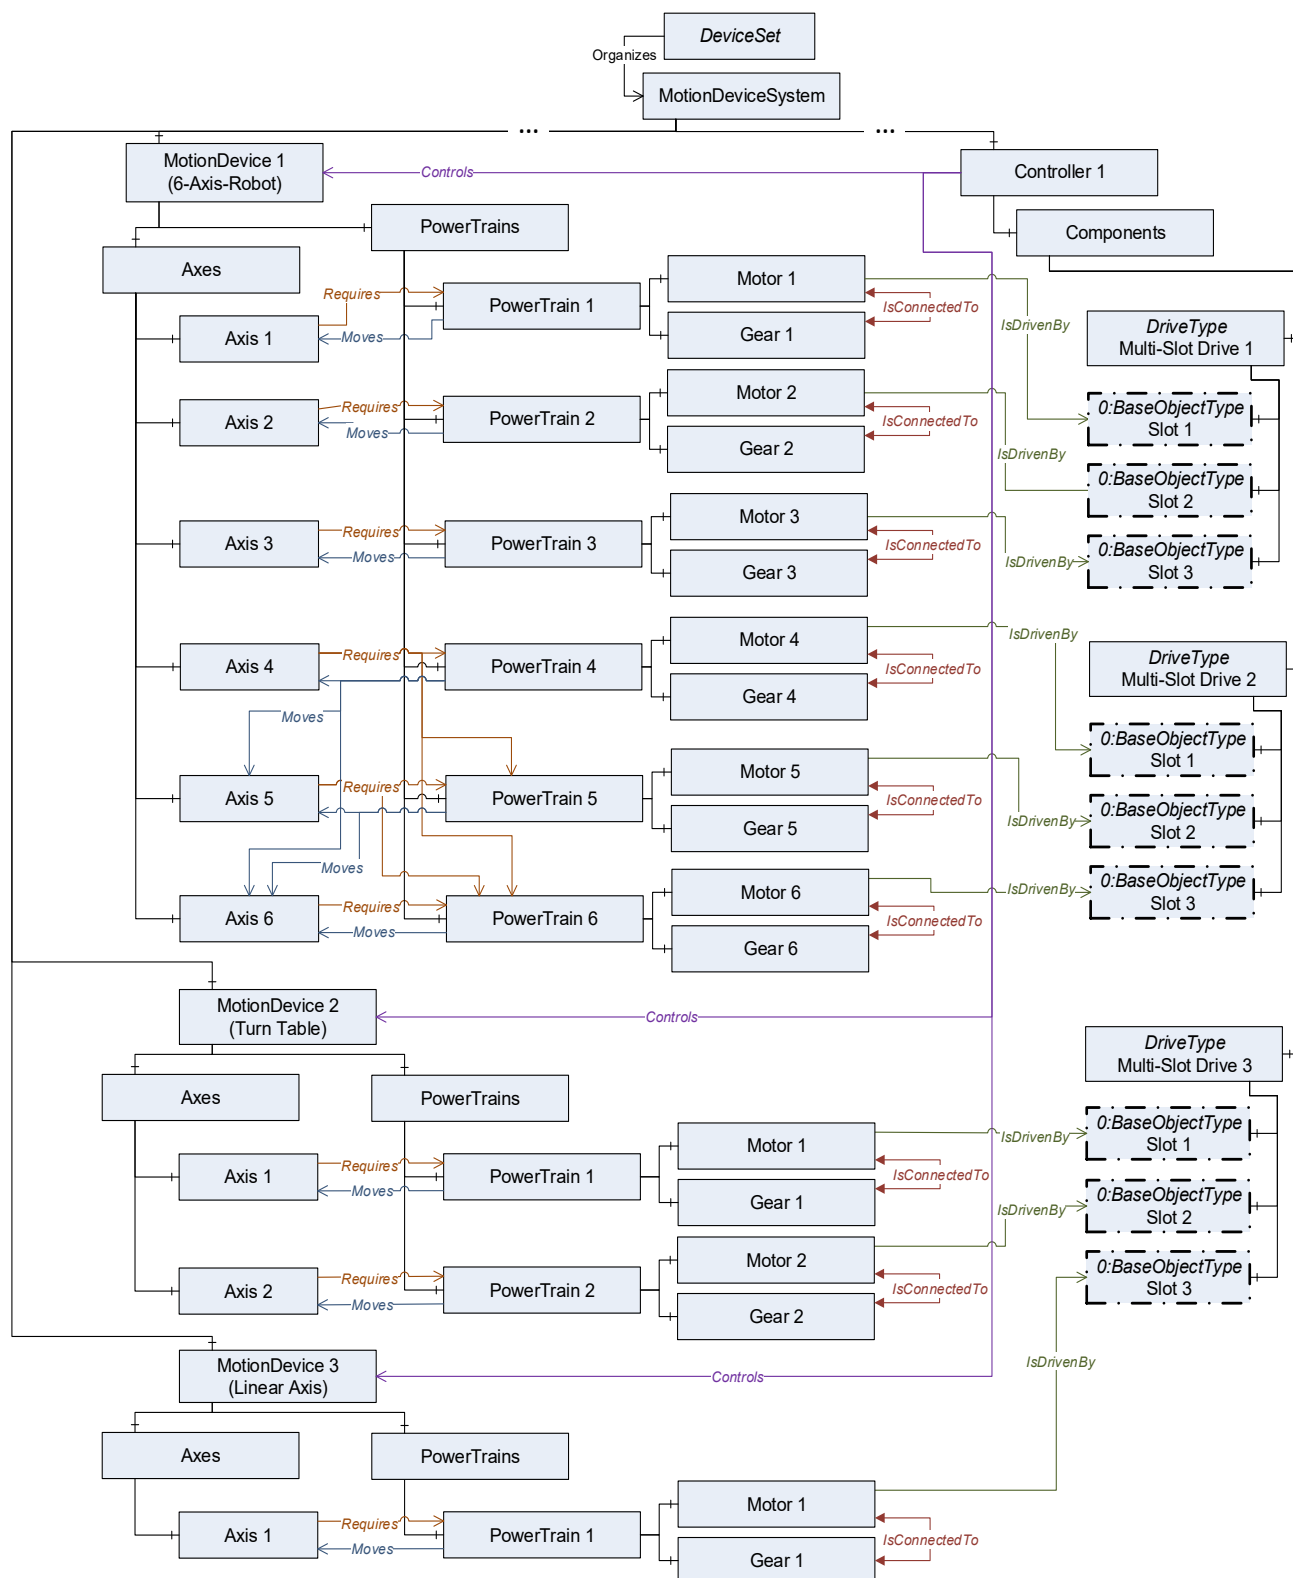 DeviceSet
Organizes
MotionDeviceSystem
...
...
MotionDevice 1
(6-Axis-Robot)
Controls
Controller 1
PowerTrains
Components
Axes
Motor 1
Requires
PowerTrain 1
IsConnectedTo
IsDrivenBy
Axis 1
Moves
Gear 1
DriveType
Multi-Slot Drive 1
Motor 2
Requires
Axis 2
PowerTrain 2
IsConnectedTo
0:BaseObjectType
Slot 1
Moves
Gear 2
IsDrivenBy
0:BaseObjectType
Slot 2
Motor 3
Requires
Axis 3
PowerTrain 3
IsConnectedTo
0:BaseObjectType
Slot 3
Moves
IsDrivenBy
Gear 3
Motor 4
IsDrivenBy
Requires
Axis 4
PowerTrain 4
IsConnectedTo
DriveType
Multi-Slot Drive 2
Gear 4
Moves
0:BaseObjectType
Slot 1
Motor 5
Requires
Axis 5
PowerTrain 5
IsConnectedTo
0:BaseObjectType
Slot 2
IsDrivenBy
Gear 5
Moves
Motor 6
IsDrivenBy
0:BaseObjectType
Slot 3
Requires
Axis 6
PowerTrain 6
IsConnectedTo
Moves
Gear 6
MotionDevice 2
(Turn Table)
Controls
DriveType
Multi-Slot Drive 3
Axes
PowerTrains
Motor 1
IsDrivenBy
0:BaseObjectType
Slot 1
Requires
Axis 1
PowerTrain 1
IsConnectedTo
Moves
Gear 1
IsDrivenBy
0:BaseObjectType
Slot 2
Motor 2
Requires
Axis 2
PowerTrain 2
IsConnectedTo
0:BaseObjectType
Slot 3
Moves
Gear 2
MotionDevice 3
(Linear Axis)
Controls
IsDrivenBy
Axes
PowerTrains
Motor 1
Requires
Axis 1
PowerTrain 1
IsConnectedTo
Moves
Gear 1